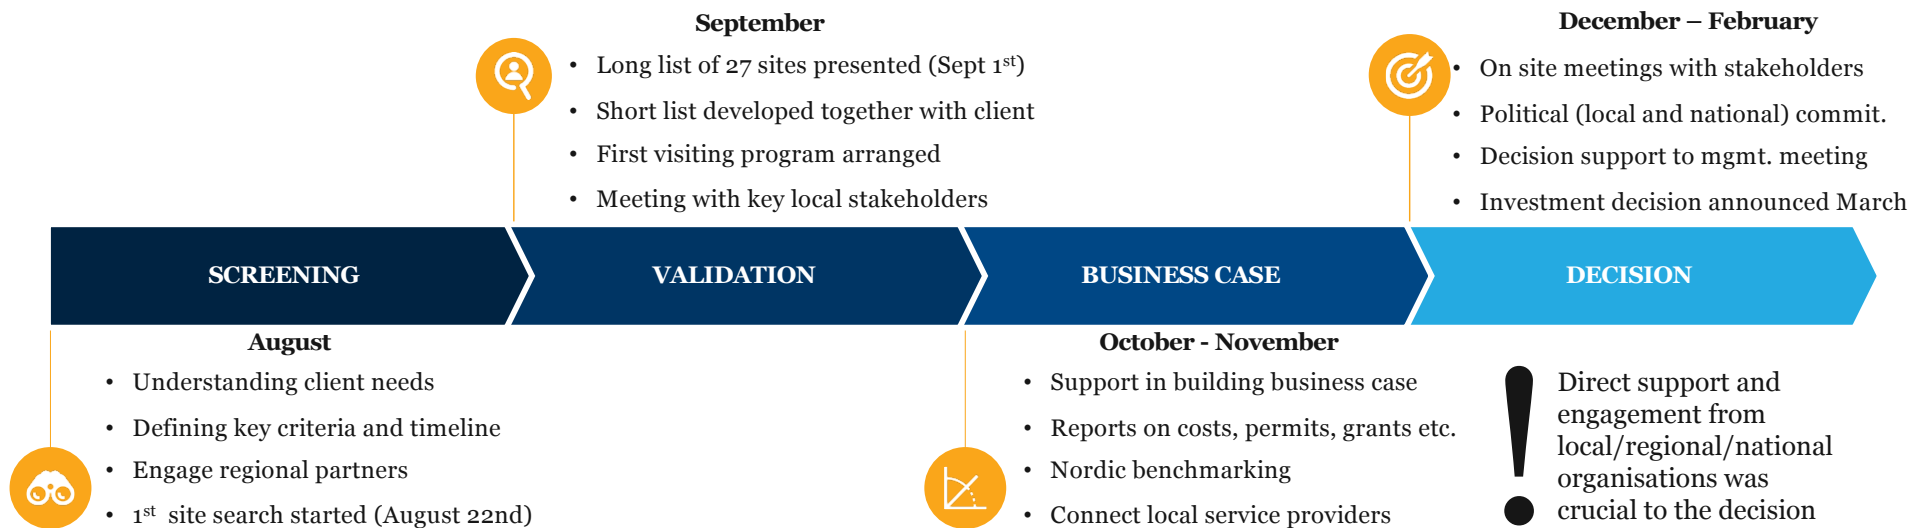 September
• Long list of 27 sites presented (Sept 1st)
• Short list developed together with client
• First visiting program arranged
• Meeting with key local stakeholders
December – February
• On site meetings with stakeholders
• Political (local and national) commit.
• Decision support to mgmt. meeting
• Investment decision announced March
SCREENING
VALIDATION
BUSINESS CASE
DECISION
August
• Understanding client needs
• Defining key criteria and timeline
• Engage regional partners
• 1st site search started (August 22nd)
October - November
• Support in building business case
• Reports on costs, permits, grants etc.
• Nordic benchmarking
• Connect local service providers
!
Direct support and
engagement from
local/regional/national
organisations was
crucial to the decision